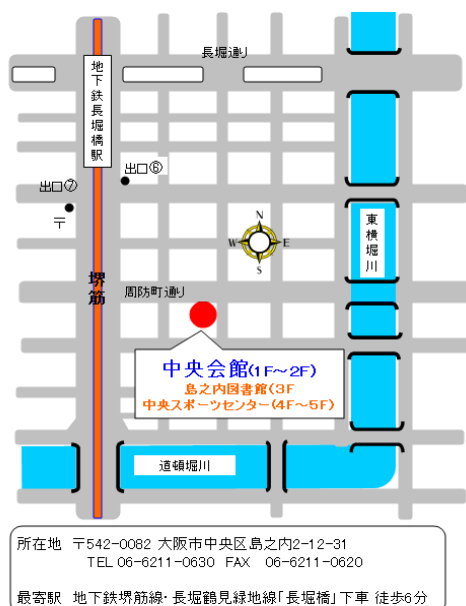 長堀通り
地下鉄長堀橋駅
出口⑥
出口⑦
〒
N
W E
S
東横堀川
堺筋
周防町通り
中央会館(1F～2F)
島之内図書館(3F
中央スポーツセンター(4F～5F)
道頓堀川
所在地 〒542-0082 大阪市中央区島之内2-12-31
TEL 06-6211-0630 FAX 06-6211-0620
最寄駅 地下鉄堺筋線・長堀鶴見緑地線「長堀橋」下車 徒歩6分